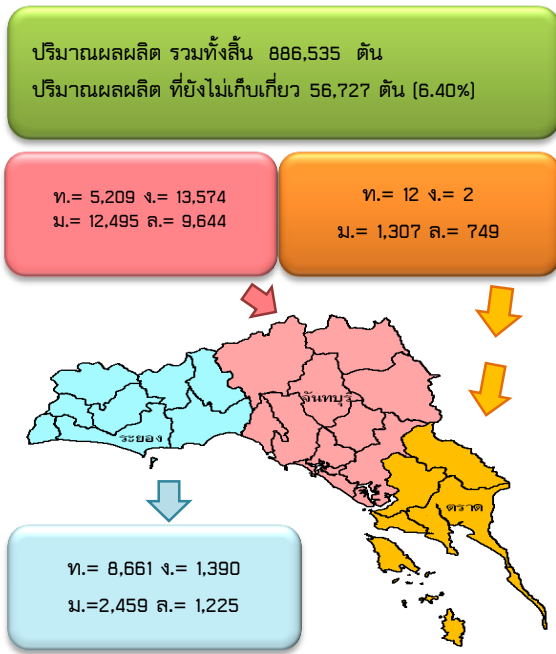 ปริมาณผลผลิต รวมทั้งสิ้น 886,535 ตัน
ปริมาณผลผลิต ที่ยังไม่เก็บเกี่ยว 56,727 ตัน (6.40%)
ท.= 5,209 ง.= 13,574
ม.= 12,495 ล.= 9,644
ท.= 12 ง.= 2
ม.= 1,307 ล.= 749
จันทบุรี
ระยอง
ตราด
ท.= 8,661 ง.= 1,390
ม.=2,459 ล.= 1,225